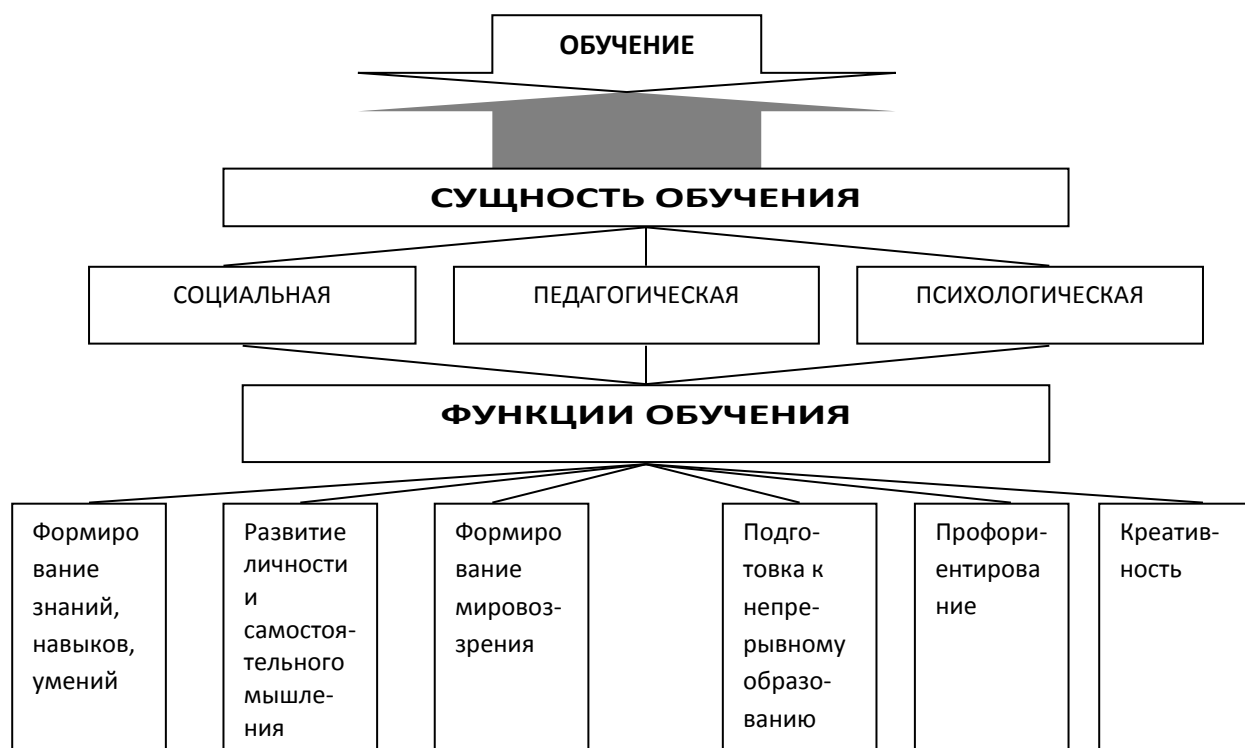 ОБУЧЕНИЕ
СУЩНОСТЬ ОБУЧЕНИЯ
СОЦИАЛЬНАЯ
ПЕДАГОГИЧЕСКАЯ
ПСИХОЛОГИЧЕСКАЯ
ФУНКЦИИ ОБУЧЕНИЯ
Формиро
вание
знаний,
навыков,
умений
Развитие
личности
и
самостоя-
тельного
мышле-
ния
Формиро
вание
мировоз-
зрения
Подго-
товка к
непре-
рывному
образо-
ванию
Профори-
ентирова
ние
Креатив-
ность